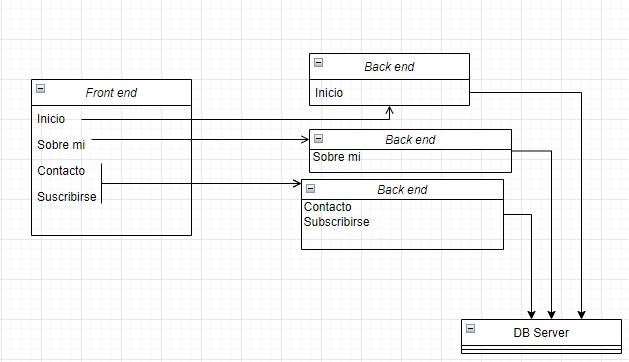 Front end
Inicio
Sobre mi
Contacto
Suscribirse
Back end
Inicio
Back end
Sobre mi
Back end
Contacto
Subscribirse
DB Server